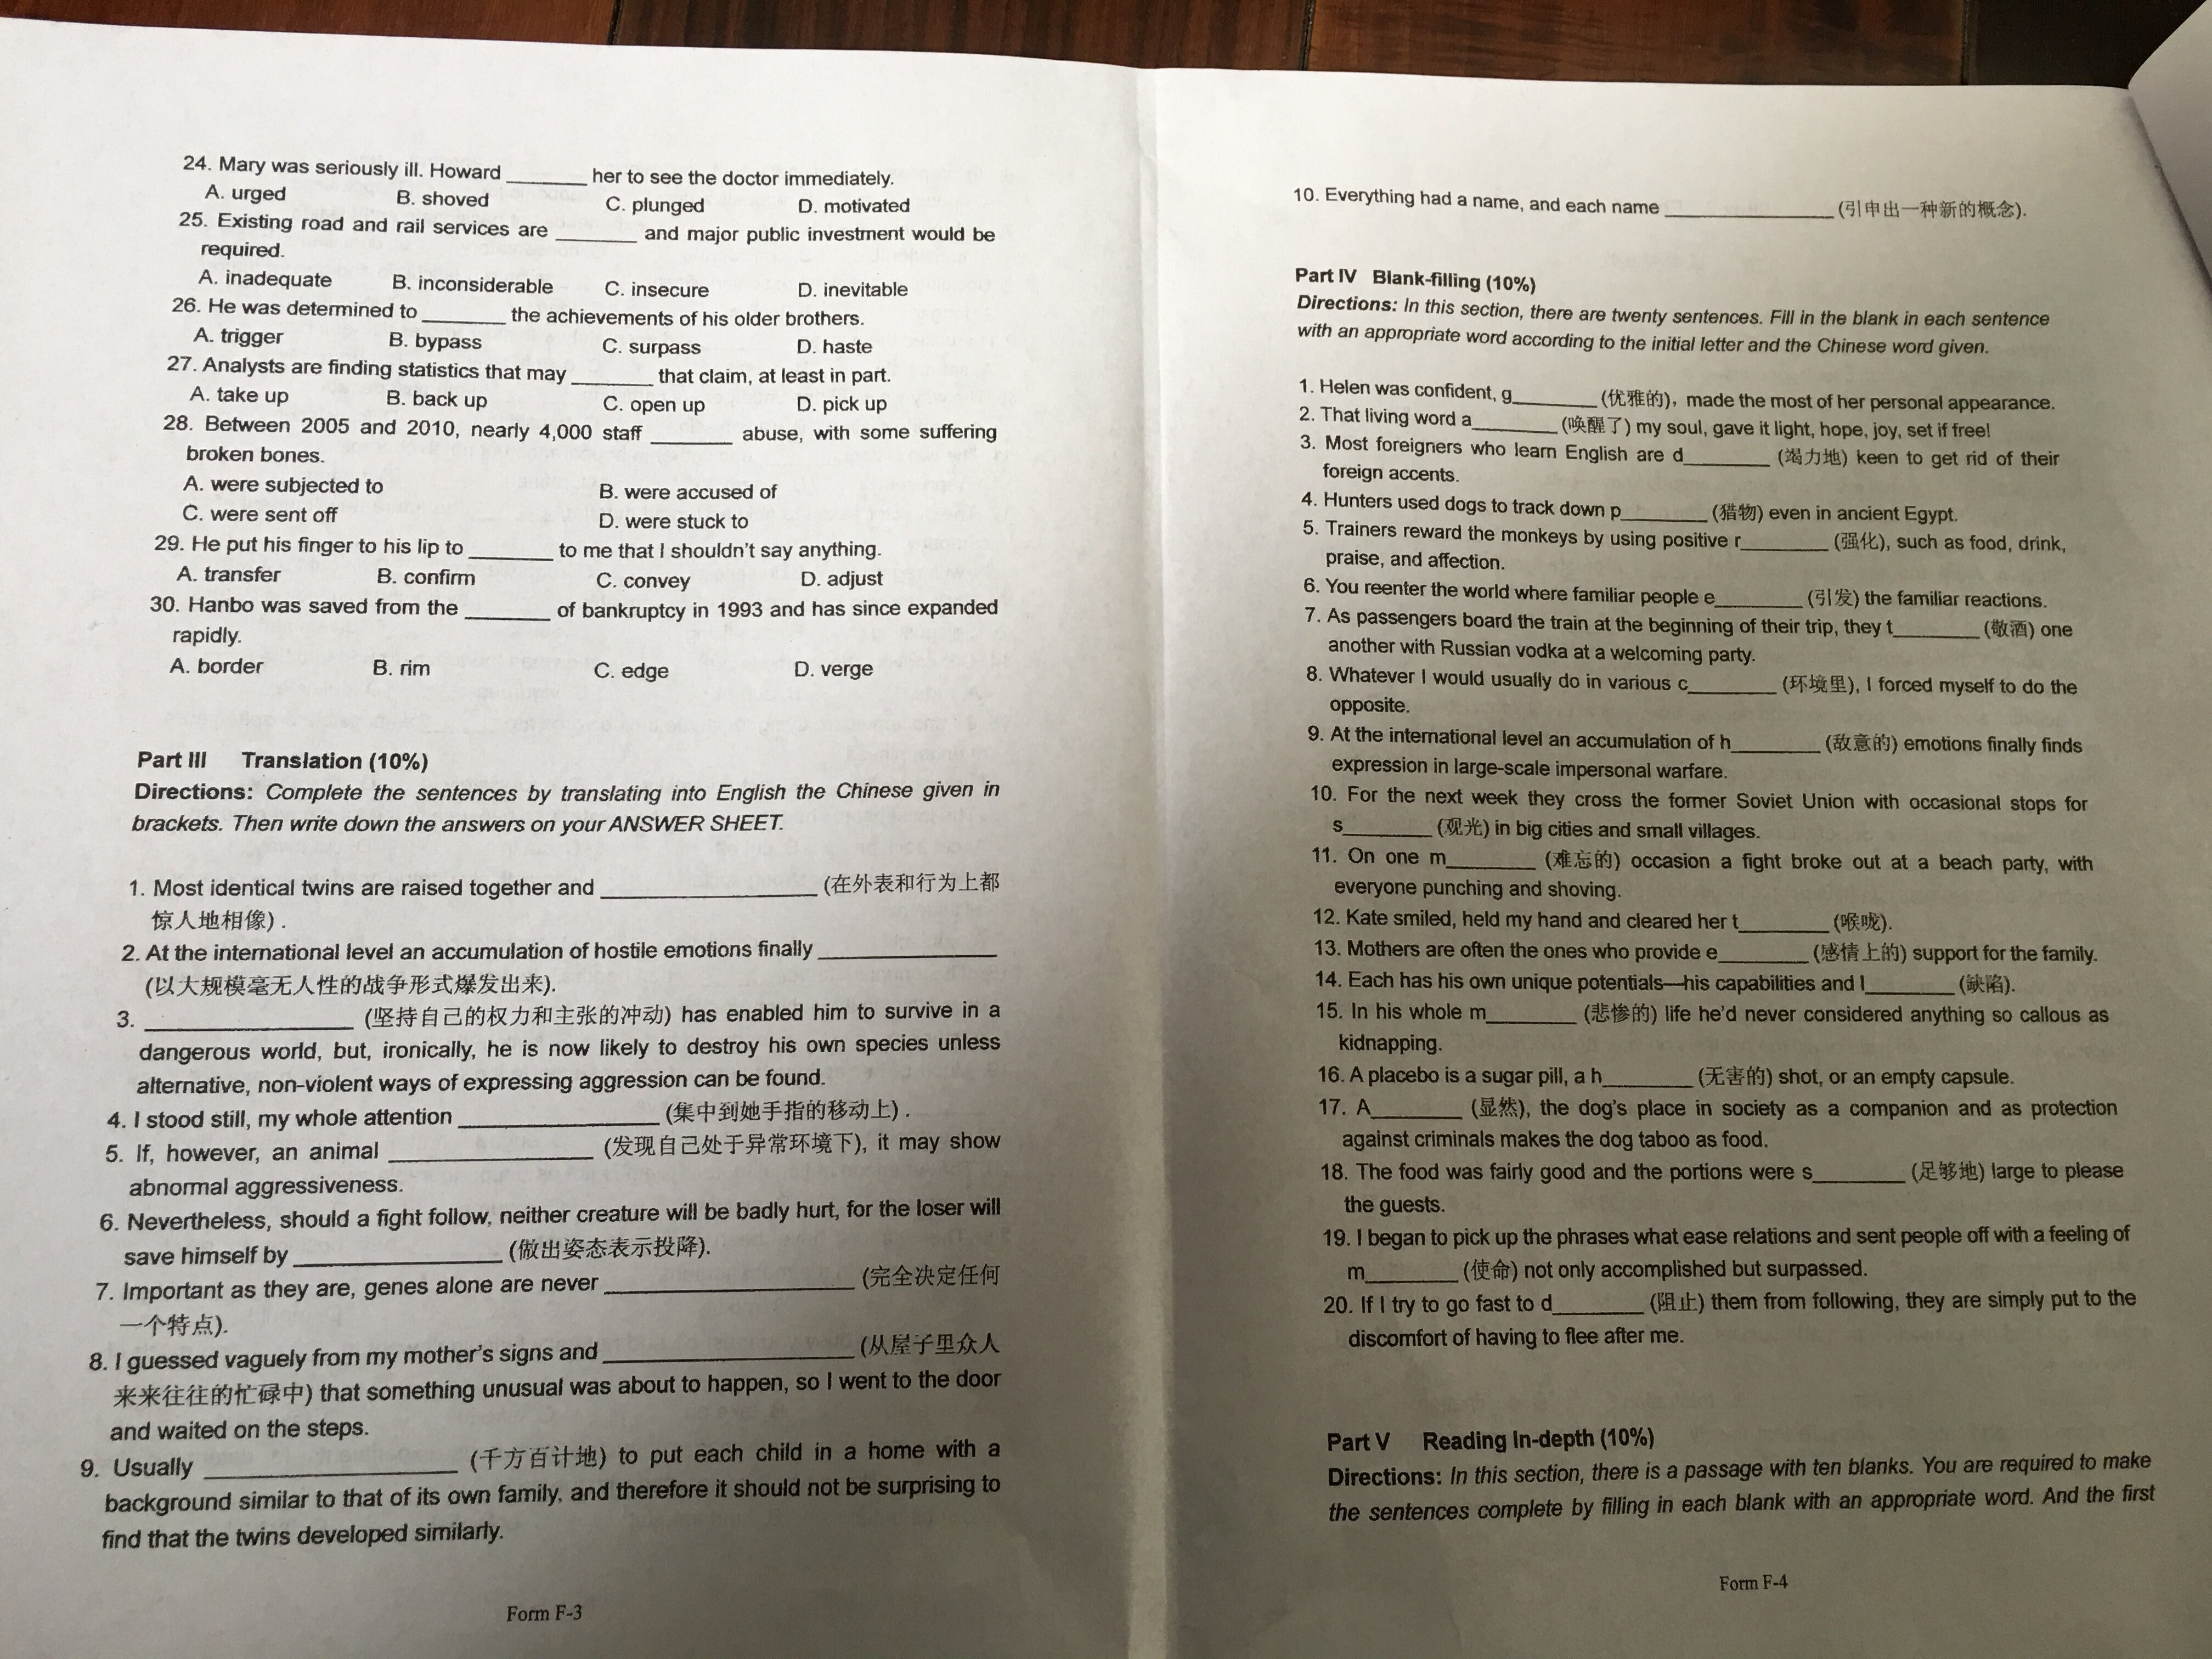 24. Mary was seriously ill. Howard ________ her to see the doctor immediately.
A. urged B. shoved C. plunged D. motivated
25. Existing road and rail services are ________ and major public investment would be
required.
A. inadequate B. inconsiderable C. insecure D. inevitable
26. He was determined to ________ the achievements of his older brothers.
A. trigger B. bypass C. surpass D. haste
27. Analysts are finding statistics that may ________ that claim, at least in part.
A. take up B. back up C. open up D. pick up
28. Between 2005 and 2010, nearly 4,000 staff ________ abuse, with some suffering
broken bones.
A. were subjected to B. were accused of
C. were sent off D. were stuck to
29. He put his finger to his lip to ________ to me that I shouldn't say anything.
A. transfer B. confirm C. convey D. adjust
30. Hanbo was saved from the ________ of bankruptcy in 1993 and has since expanded
rapidly.
A. border B. rim C. edge D. verge
Part III Translation (10%)
Directions: Complete the sentences by translating into English the Chinese given in
brackets. Then write down the answers on your ANSWER SHEET.
1. Most identical twins are raised together and ____________________ (在外表和行为上都
惊人地相像) .
2. At the international level an accumulation of hostile emotions finally ________________
(以大规模毫无人性的战争形式爆发出来).
3. ____________________ (坚持自己的权力和主张的冲动) has enabled him to survive in a
dangerous world, but, ironically, he is now likely to destroy his own species unless
alternative, non-violent ways of expressing aggression can be found.
4. I stood still, my whole attention ____________________ (集中到她手指的移动上) .
5. If, however, an animal ____________________ (发现自己处于异常环境下), it may show
abnormal aggressiveness.
6. Nevertheless, should a fight follow, neither creature will be badly hurt, for the loser will
save himself by ____________________ (做出姿态表示投降).
7. Important as they are, genes alone are never ________________________ (完全决定任何
一个特点).
8. I guessed vaguely from my mother's signs and ________________________ (从屋子里众人
来来往往的忙碌中) that something unusual was about to happen, so I went to the door
and waited on the steps.
9. Usually ________________________ (千方百计地) to put each child in a home with a
background similar to that of its own family, and therefore it should not be surprising to
find that the twins developed similarly.
Form F-3
10. Everything had a name, and each name ________________ (引申出一种新的概念).
Part IV Blank-filling (10%)
Directions: In this section, there are twenty sentences. Fill in the blank in each sentence
with an appropriate word according to the initial letter and the Chinese word given.
1. Helen was confident, g________ (优雅的), made the most of her personal appearance.
2. That living word a________ (唤醒了) my soul, gave it light, hope, joy, set if free!
3. Most foreigners who learn English are d________ (竭力地) keen to get rid of their
foreign accents.
4. Hunters used dogs to track down p________ (猎物) even in ancient Egypt.
5. Trainers reward the monkeys by using positive r________ (强化), such as food, drink,
praise, and affection.
6. You reenter the world where familiar people e________ (引发) the familiar reactions.
7. As passengers board the train at the beginning of their trip, they t________ (敬酒) one
another with Russian vodka at a welcoming party.
8. Whatever I would usually do in various c________ (环境里), I forced myself to do the
opposite.
9. At the international level an accumulation of h________ (敌意的) emotions finally finds
expression in large-scale impersonal warfare.
10. For the next week they cross the former Soviet Union with occasional stops for
s________ (观光) in big cities and small villages.
11. On one m________ (难忘的) occasion a fight broke out at a beach party, with
everyone punching and shoving.
12. Kate smiled, held my hand and cleared her t________ (喉咙).
13. Mothers are often the ones who provide e________ (感情上的) support for the family.
14. Each has his own unique potentials—his capabilities and l________ (缺陷).
15. In his whole m________ (悲惨的) life he'd never considered anything so callous as
kidnapping.
16. A placebo is a sugar pill, a h________ (无害的) shot, or an empty capsule.
17. A________ (显然), the dog's place in society as a companion and as protection
against criminals makes the dog taboo as food.
18. The food was fairly good and the portions were s________ (足够地) large to please
the guests.
19. I began to pick up the phrases what ease relations and sent people off with a feeling of
m________ (使命) not only accomplished but surpassed.
20. If I try to go fast to d________ (阻止) them from following, they are simply put to the
discomfort of having to flee after me.
Part V Reading In-depth (10%)
Directions: In this section, there is a passage with ten blanks. You are required to make
the sentences complete by filling in each blank with an appropriate word. And the first
Form F-4